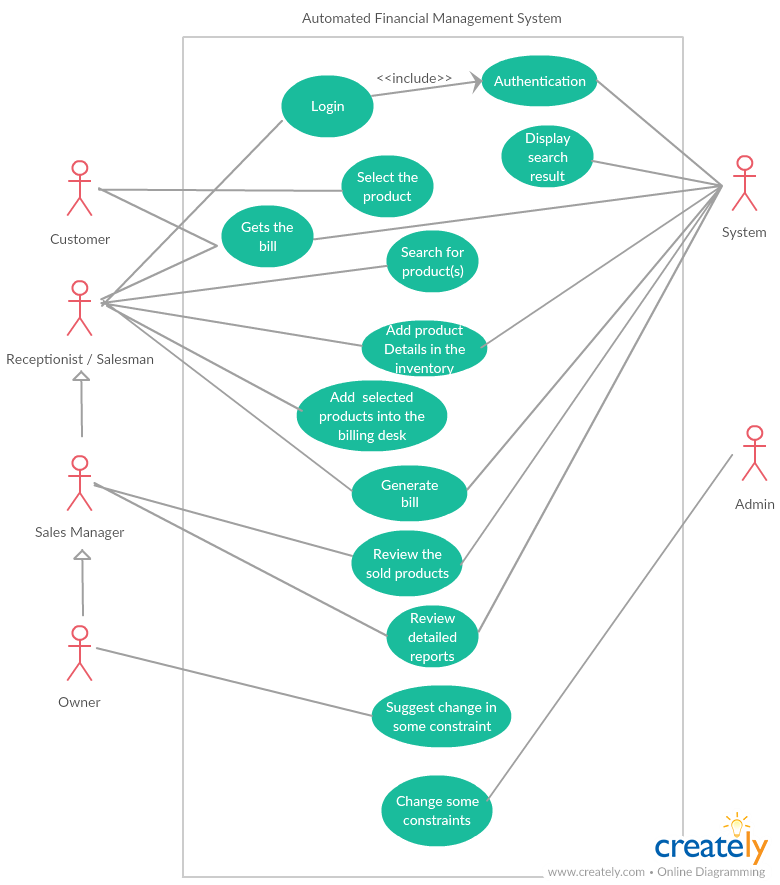 Automated Financial Management System
<<include>>
Login
Authentication
Display
search
result
Select the
product
Customer
System
Gets the
bill
Search for
product(s)
Receptionist / Salesman
Add product
Details in the
inventory
Add selected
products into the
billing desk
Generate
bill
Admin
Sales Manager
Review the
sold products
Review
detailed
reports
Owner
Suggest change in
some constraint
Change some
constraints
creately
www.creately.com • Online Diagramming